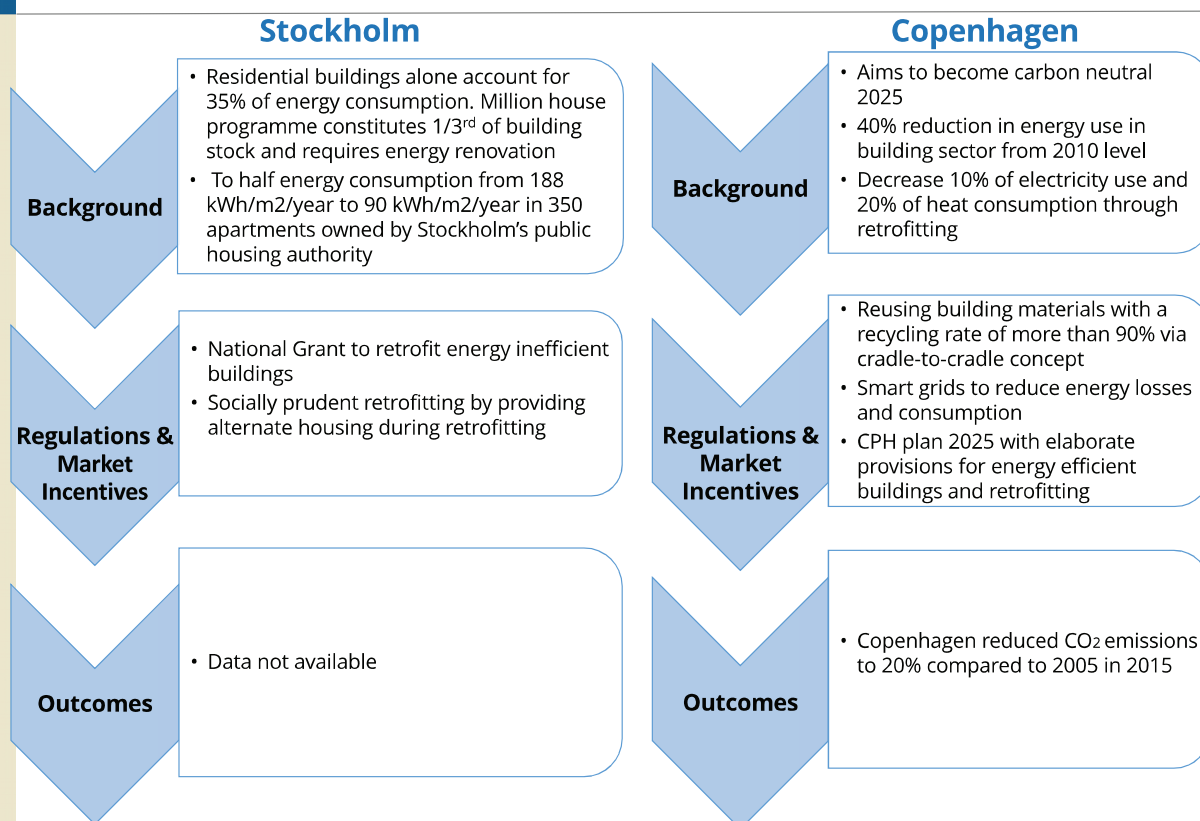 Stockholm
Background
• Residential buildings alone account for
35% of energy consumption. Million house
programme constitutes 1/3rd of building
stock and requires energy renovation
• To half energy consumption from 188
kWh/m2/year to 90 kWh/m2/year in 350
apartments owned by Stockholm's public
housing authority
Regulations &
Market
Incentives
• National Grant to retrofit energy inefficient
buildings
• Socially prudent retrofitting by providing
alternate housing during retrofitting
Outcomes
• Data not available
Copenhagen
Background
• Aims to become carbon neutral
2025
• 40% reduction in energy use in
building sector from 2010 level
• Decrease 10% of electricity use and
20% of heat consumption through
retrofitting
Regulations &
Market
Incentives
• Reusing building materials with a
recycling rate of more than 90% via
cradle-to-cradle concept
• Smart grids to reduce energy losses
and consumption
• CPH plan 2025 with elaborate
provisions for energy efficient
buildings and retrofitting
Outcomes
• Copenhagen reduced CO2 emissions
to 20% compared to 2005 in 2015